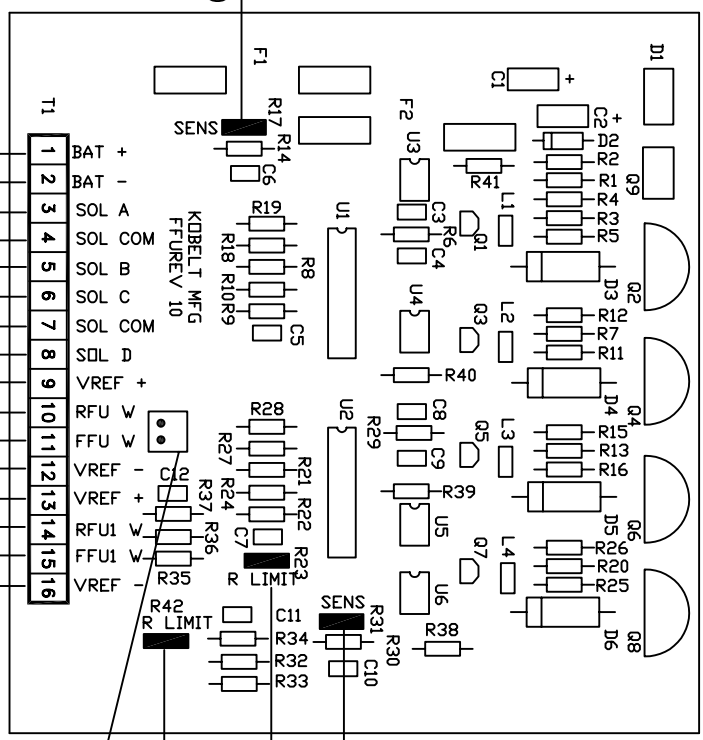 F1
C1
+
D1
T1
SENS
R17
R14
C6
F2
U3
R41
C2 +
D2
R2
R1
R4
R3
R5
Q9
1 BAT +
2 BAT -
3 SOL A
4 SOL COM
5 SOL B
6 SOL C
7 SOL COM
8 SOL D
9 VREF +
10 RFU W
11 FFU W
12 VREF -
13 VREF +
14 RFU1 W
15 FFU1 W
16 VREF -
KOBELT MFG
FFUREV 10
R19
R18
R8
R10
R9
C5
U1
C3
R6
C4
Q1
L1
D3
Q2
U4
Q3
L2
R12
R7
R11
R40
D4
Q4
R28
R27
R21
R24
R22
C7
R23
R LIMIT
U2
C8
R29
C9
R39
Q5
L3
R15
R13
R16
D5
Q6
U5
C12
R37
R36
R35
R42
R LIMIT
C11
R34
R32
R33
SENS
R31
R30
C10
U6
R38
Q7
L4
R26
R20
R25
D6
Q8